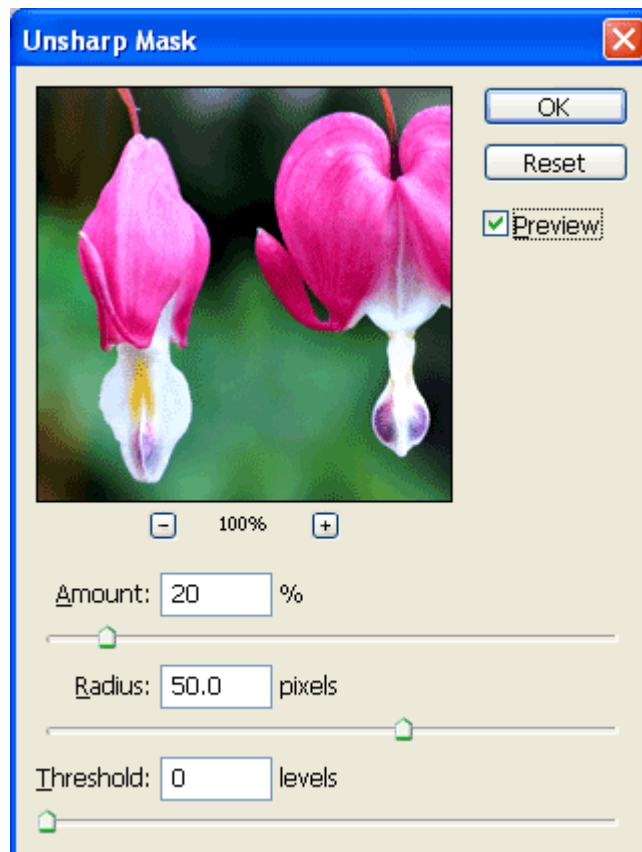 Unsharp Mask
OK
Reset
Preview
100%
Amount: 20 %
Radius: 50.0 pixels
Threshold: 0 levels